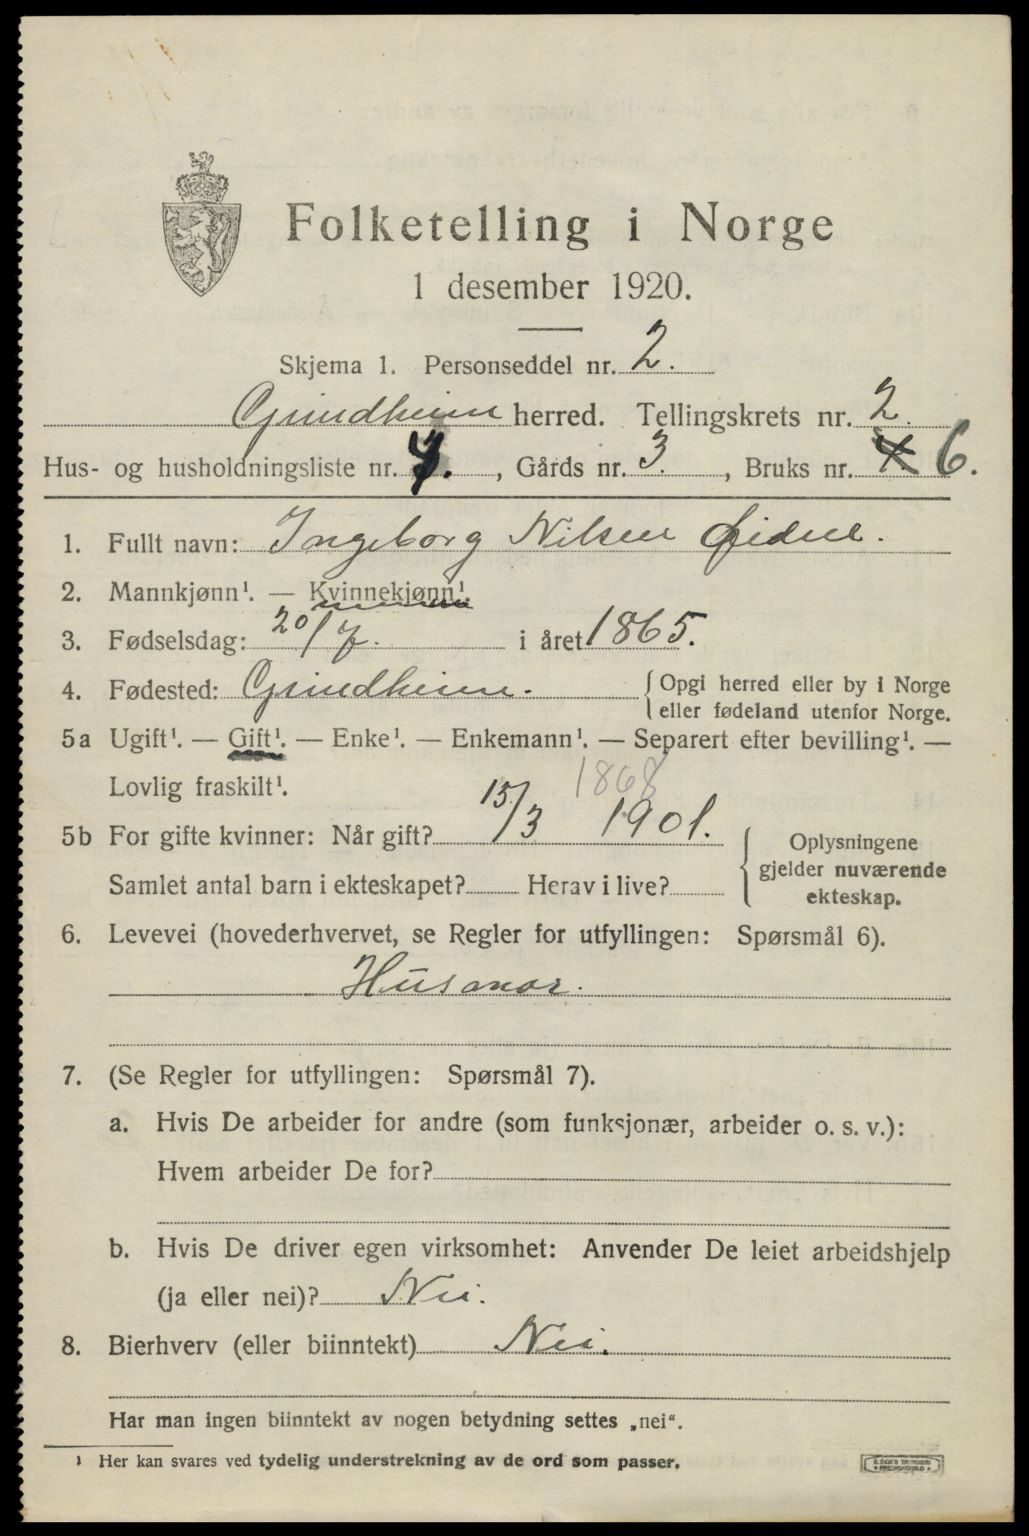 Folketelling i Norge
1 desember 1920.
Skjema 1. Personseddel nr. 2.
Grindheim herred. Tellingskrets nr. 2.
Hus- og husholdningsliste nr. , Gårds nr. 3. , Bruks nr. 6.
1. Fullt navn: Ingeborg Nilsen Øidne.
2. Mannkjønn¹. — Kvinnekjønn¹.
3. Fødselsdag: 20/7. i året 1865.
4. Fødested: Grindheim. { Opgi herred eller by i Norge
eller fødeland utenfor Norge.
5a Ugift¹. — Gift¹. — Enke¹. — Enkemann¹. — Separert efter bevilling¹. —
Lovlig fraskilt¹. 1868
5b For gifte kvinner: Når gift? 15/3 1901.
Samlet antal barn i ekteskapet? Herav i live?
{ Oplysningene
gjelder nuværende
ekteskap.
6. Levevei (hovederhvervet, se Regler for utfyllingen: Spørsmål 6).
Husmor.
7. (Se Regler for utfyllingen: Spørsmål 7).
a. Hvis De arbeider for andre (som funksjonær, arbeider o. s. v.):
Hvem arbeider De for?
b. Hvis De driver egen virksomhet: Anvender De leiet arbeidshjelp
(ja eller nei)? Nei.
8. Bierhverv (eller biinntekt) Nei.
Har man ingen biinntekt av nogen betydning settes „nei“.
¹ Her kan svares ved tydelig understrekning av de ord som passer.